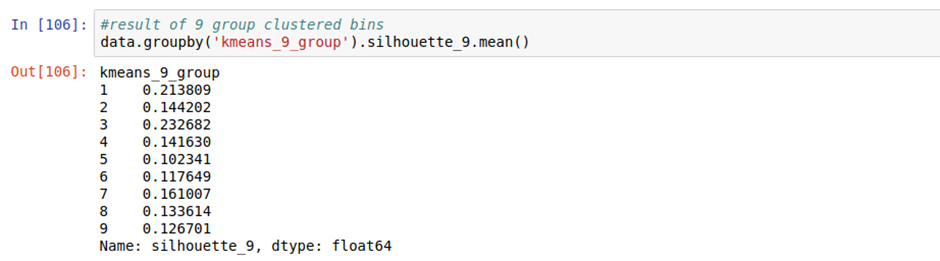 In [106]: #result of 9 group clustered bins
data.groupby('kmeans_9_group').silhouette_9.mean()
Out[106]: kmeans_9_group
1    0.213809
2    0.144202
3    0.232682
4    0.141630
5    0.102341
6    0.117649
7    0.161007
8    0.133614
9    0.126701
Name: silhouette_9, dtype: float64